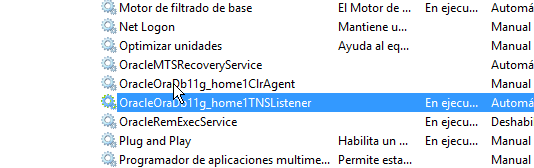 Motor de filtrado de base El Motor de ... En ejecu... Automá
Net Logon Mantiene u... Manual
Optimizar unidades Ayuda al eq... Manual
OracleMTSRecoveryService Automá
OracleOraDb11g_home1ClrAgent Manual
OracleOraDb11g_home1TNSListener En ejecu... Automá
OracleRemExecService Deshabi
Plug and Play Habilita un ... En ejecu... Manual
Programador de aplicaciones multime... Permite esta... Manual